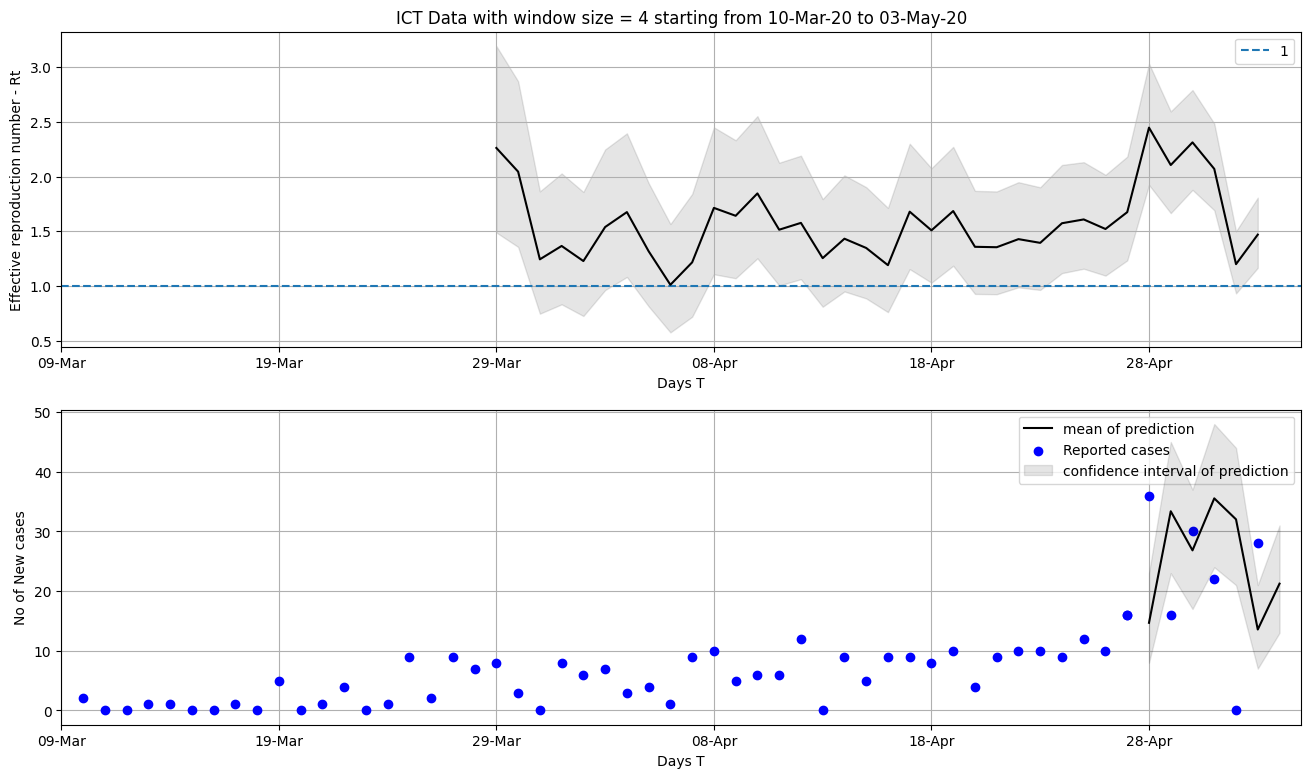 ICT Data with window size = 4 starting from 10-Mar-20 to 03-May-20
1
Effective reproduction number - Rt
3.0
2.5
2.0
1.5
1.0
0.5
09-Mar 19-Mar 29-Mar 08-Apr 18-Apr 28-Apr
Days T
mean of prediction
Reported cases
confidence interval of prediction
No of New cases
50
40
30
20
10
0
09-Mar 19-Mar 29-Mar 08-Apr 18-Apr 28-Apr
Days T